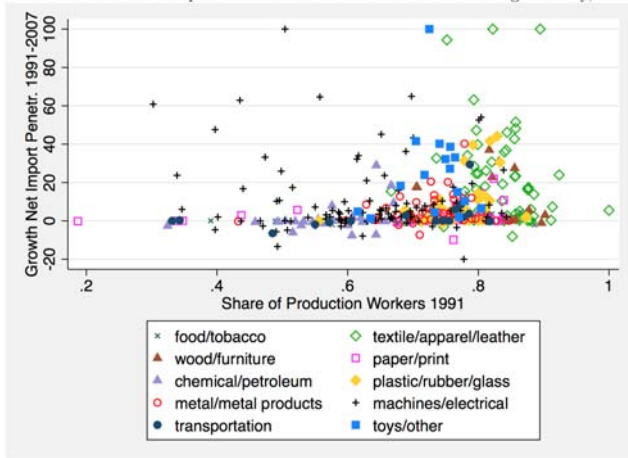 Growth Net Import Penetr. 1991-2007
100
80
60
40
20
0
-20
.2 .4 .6 .8 1
Share of Production Workers 1991
food/tobacco textile/apparel/leather
wood/furniture paper/print
chemical/petroleum plastic/rubber/glass
metal/metal products machines/electrical
transportation toys/other